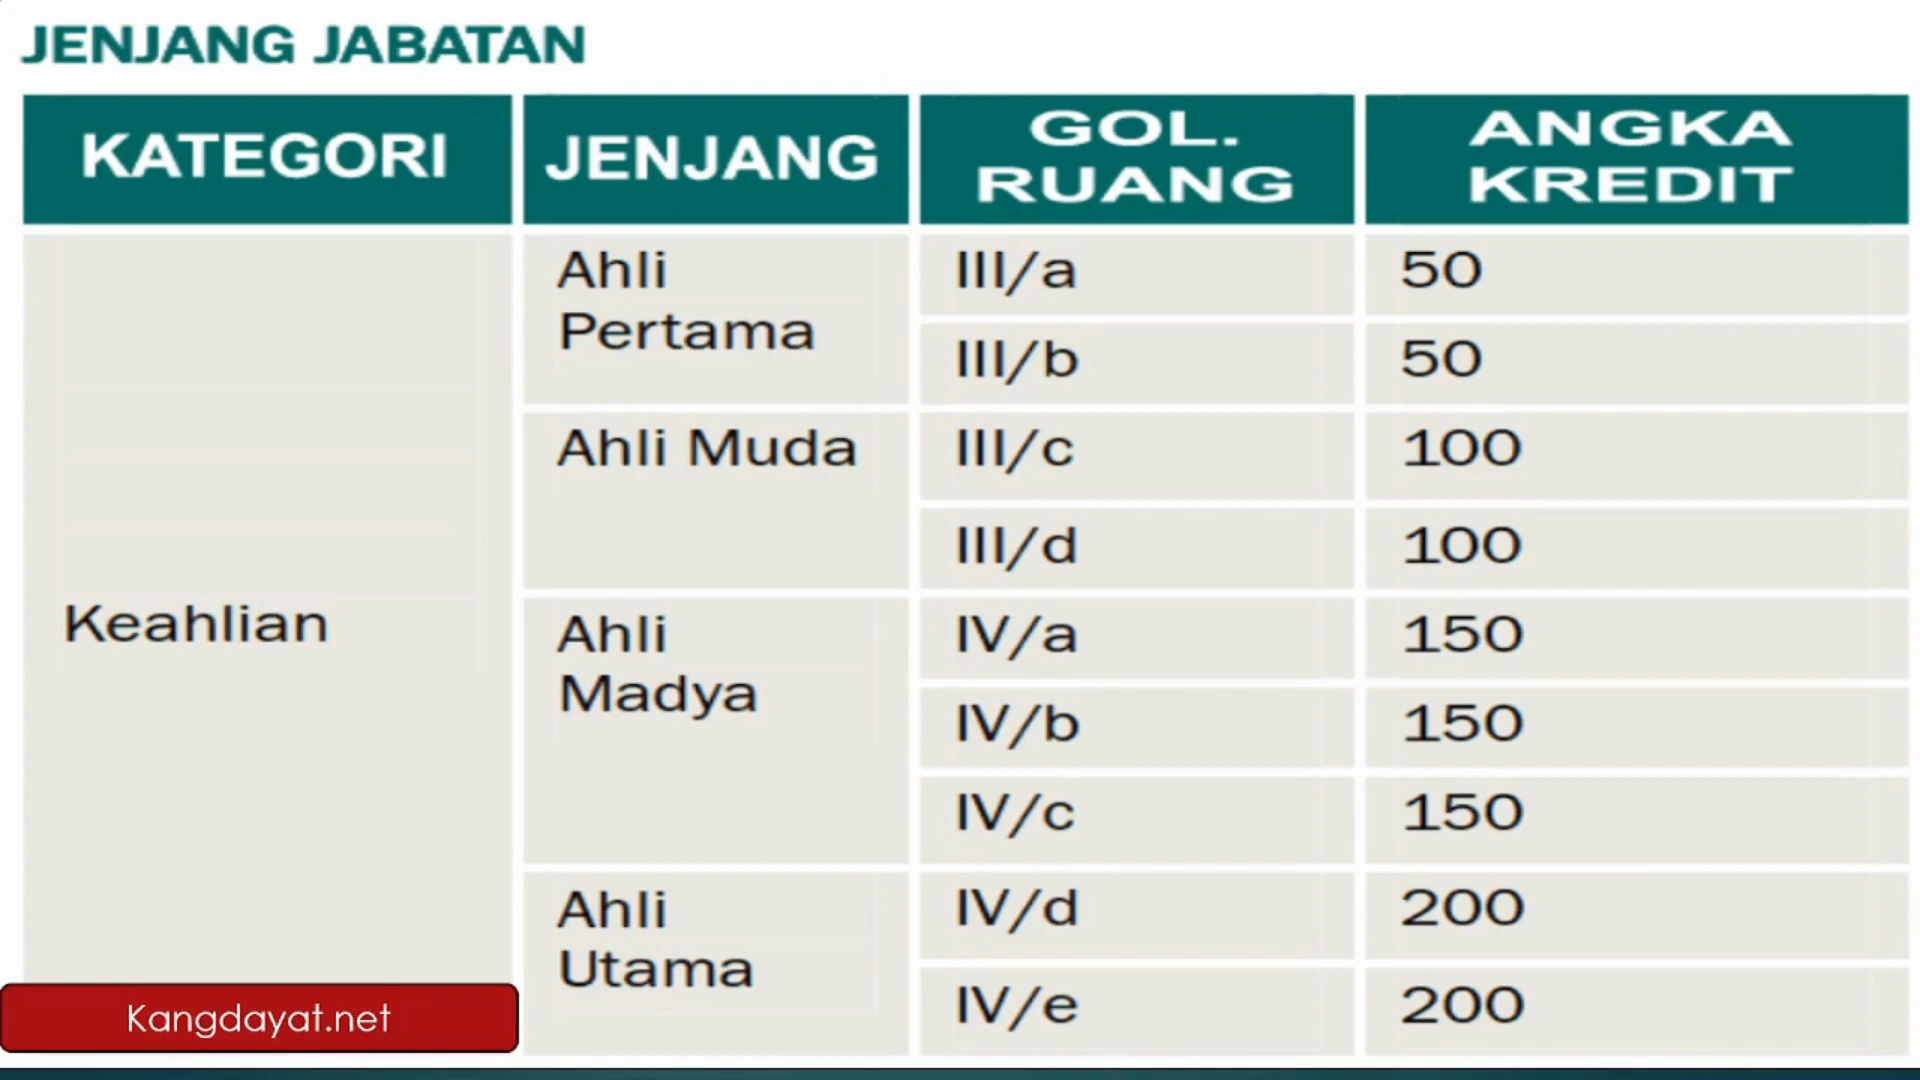 JENJANG JABATAN
KATEGORI JENJANG GOL. RUANG ANGKA KREDIT
Keahlian
Ahli
Pertama
III/a 50
III/b 50
Ahli Muda III/c 100
III/d 100
Ahli
Madya
IV/a 150
IV/b 150
IV/c 150
Ahli
Utama
IV/d 200
IV/e 200
Kangdayat.net